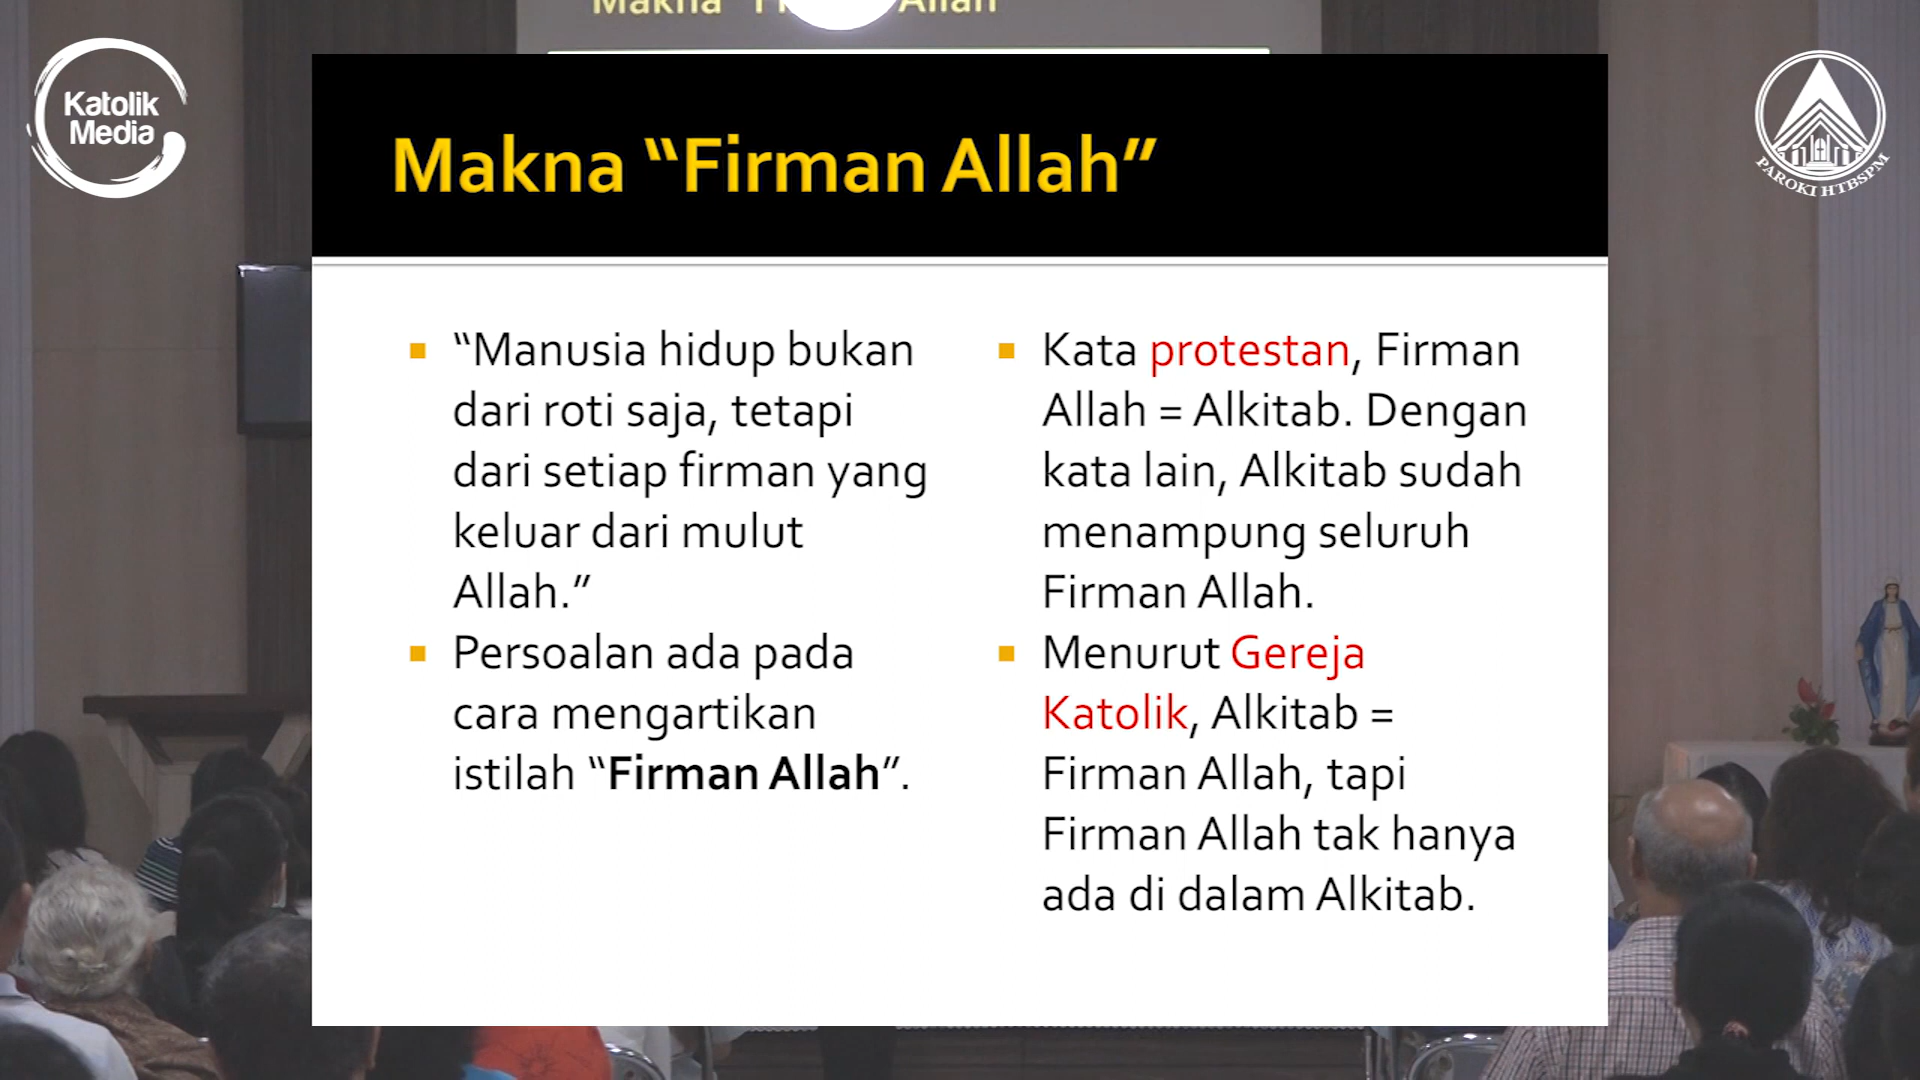 Makna Allah
Katolik
Media
PAROKI HTBSPM
Makna “Firman Allah”
“Manusia hidup bukan
dari roti saja, tetapi
dari setiap firman yang
keluar dari mulut
Allah.”
Persoalan ada pada
cara mengartikan
istilah “Firman Allah”.
Kata protestan, Firman
Allah = Alkitab. Dengan
kata lain, Alkitab sudah
menampung seluruh
Firman Allah.
Menurut Gereja
Katolik, Alkitab =
Firman Allah, tapi
Firman Allah tak hanya
ada di dalam Alkitab.